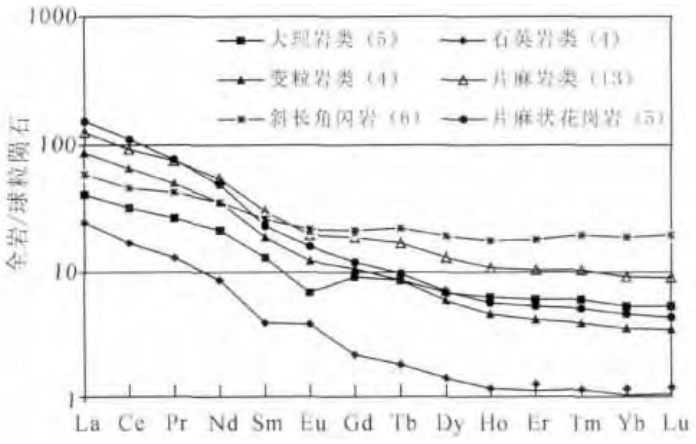 1000
大理岩类（5） 石英岩类（4）
变粒岩类（4） 片麻岩类（13）
斜长角闪岩（6） 片麻状花岗岩（5）
100
全岩/球粒陨石
10
1
La Ce Pr Nd Sm Eu Gd Tb Dy Ho Er Tm Yb Lu